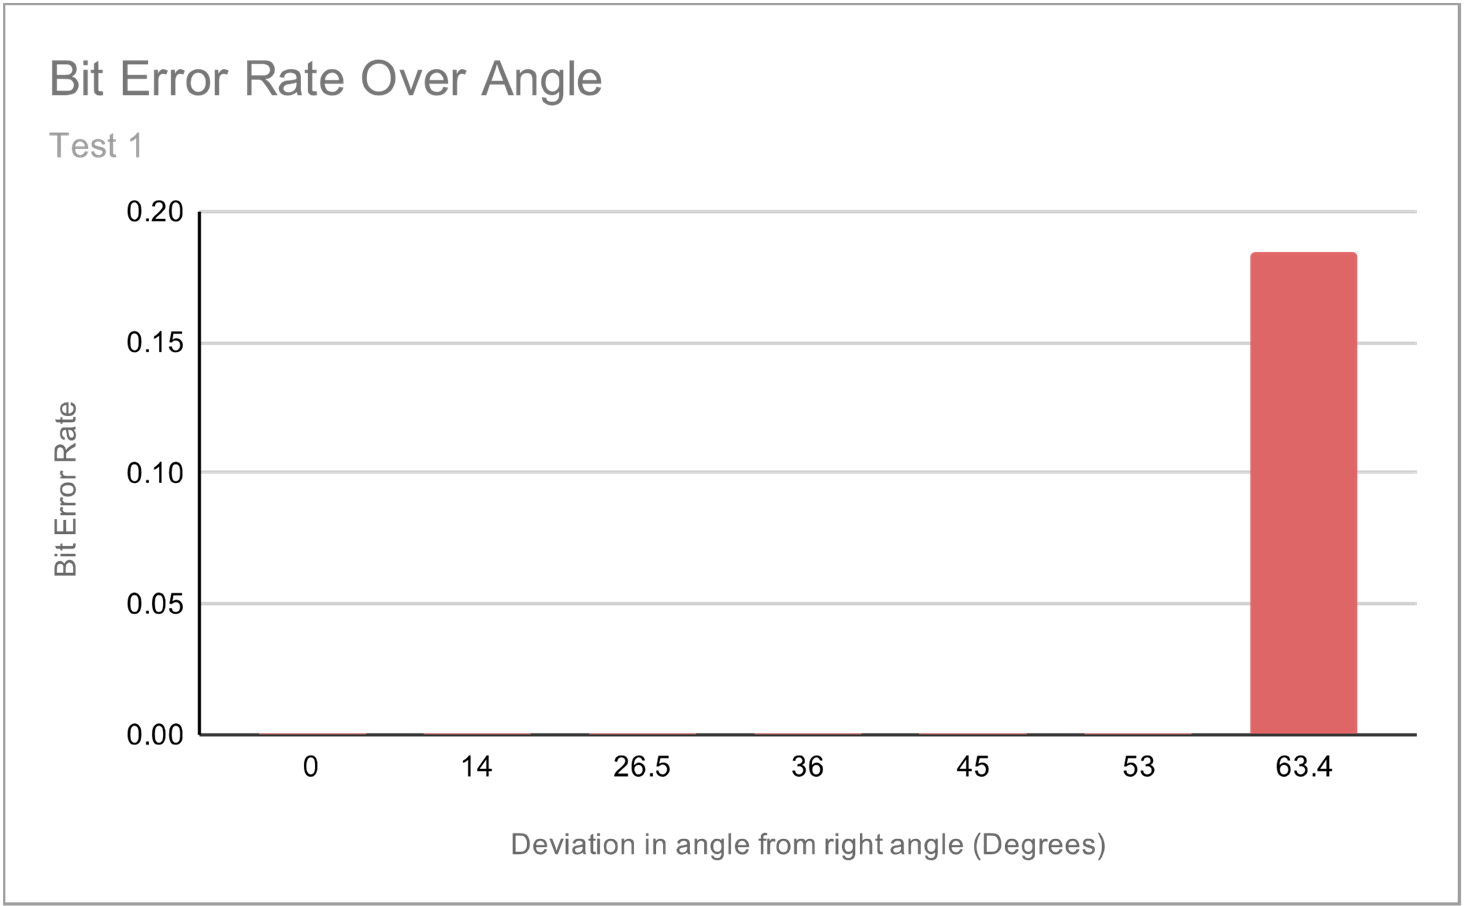 Bit Error Rate Over Angle
Test 1
0.20
0.15
0.10
0.05
0.00
Bit Error Rate
0 14 26.5 36 45 53 63.4
Deviation in angle from right angle (Degrees)